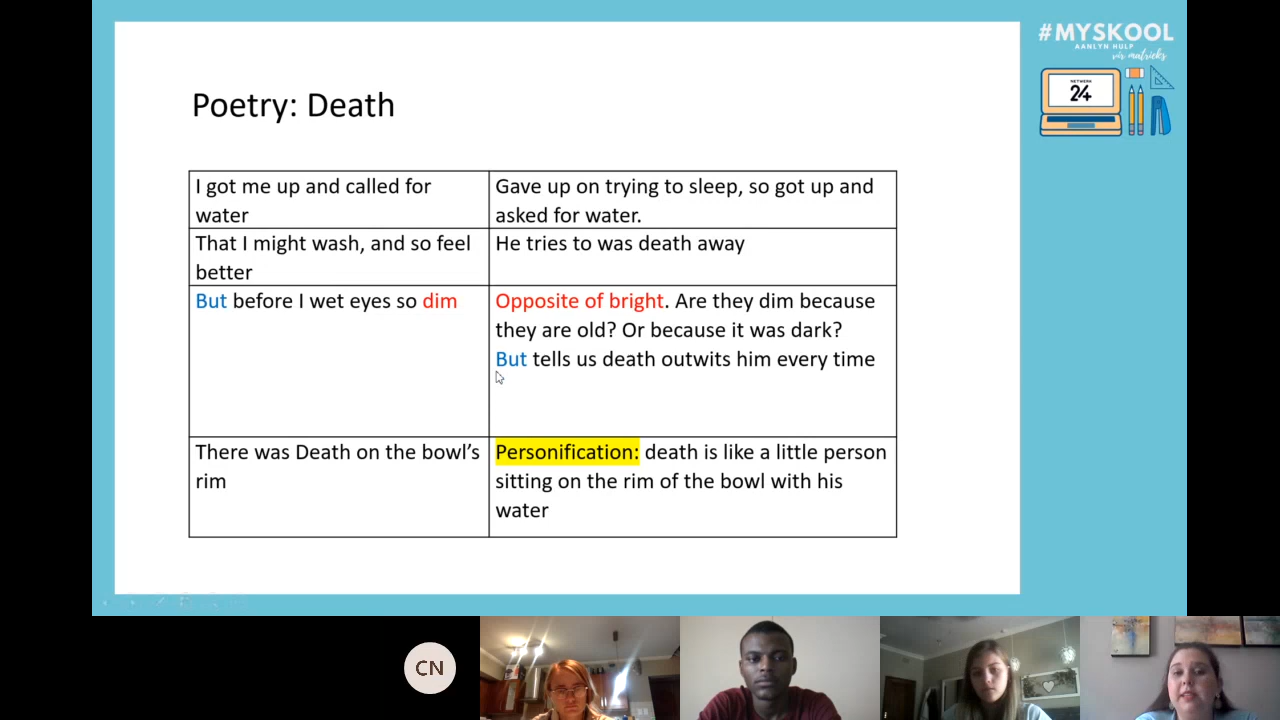 #MYSKOOL
AANLYN HULP
vir matrieks
NETWERK
24
Poetry: Death
I got me up and called for
water
Gave up on trying to sleep, so got up and
asked for water.
That I might wash, and so feel
better
He tries to was death away
But before I wet eyes so dim
Opposite of bright. Are they dim because
they are old? Or because it was dark?
But tells us death outwits him every time
There was Death on the bowl's
rim
Personification: death is like a little person
sitting on the rim of the bowl with his
water
CN